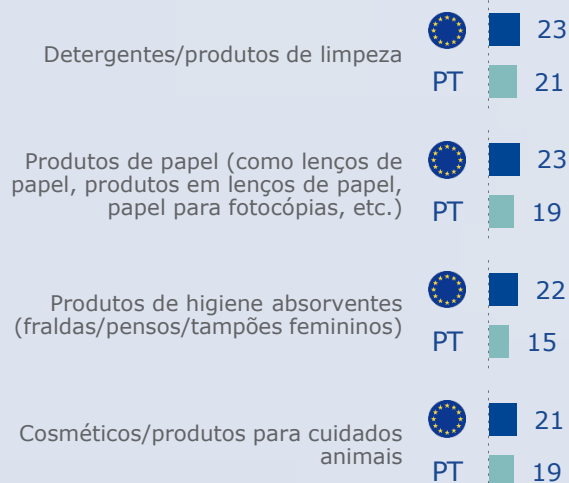 Detergentes/produtos de limpeza
23
PT 21
Produtos de papel (como lenços de
papel, produtos em lenços de papel,
papel para fotocópias, etc.)
23
PT 19
Produtos de higiene absorventes
(fraldas/pensos/tampões femininos)
22
PT 15
Cosméticos/produtos para cuidados
animais
21
PT 19